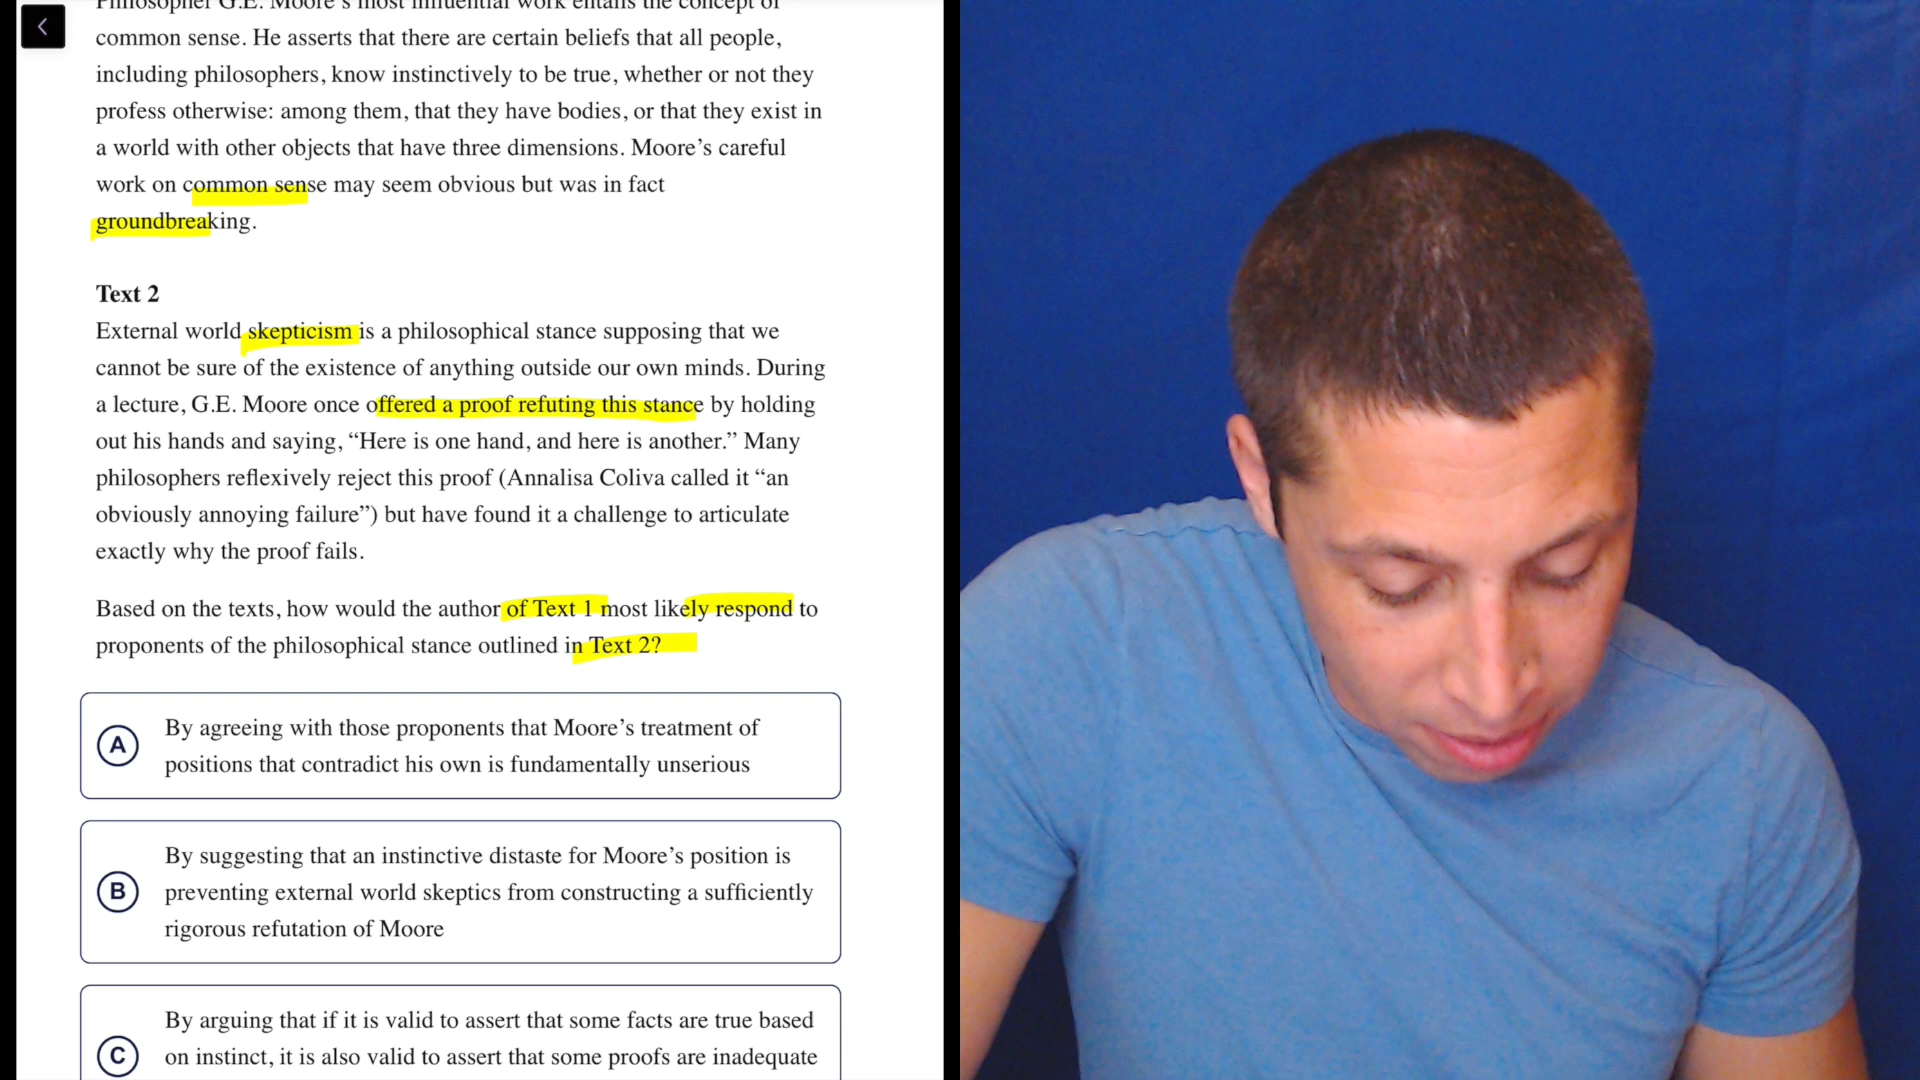 Philosopher G.E. Moore's most influential work entails the concept of
common sense. He asserts that there are certain beliefs that all people,
including philosophers, know instinctively to be true, whether or not they
profess otherwise: among them, that they have bodies, or that they exist in
a world with other objects that have three dimensions. Moore's careful
work on common sense may seem obvious but was in fact
groundbreaking.
Text 2
External world skepticism is a philosophical stance supposing that we
cannot be sure of the existence of anything outside our own minds. During
a lecture, G.E. Moore once offered a proof refuting this stance by holding
out his hands and saying, “Here is one hand, and here is another.” Many
philosophers reflexively reject this proof (Annalisa Coliva called it “an
obviously annoying failure”) but have found it a challenge to articulate
exactly why the proof fails.
Based on the texts, how would the author of Text 1 most likely respond to
proponents of the philosophical stance outlined in Text 2?
A
By agreeing with those proponents that Moore's treatment of
positions that contradict his own is fundamentally unserious
B
By suggesting that an instinctive distaste for Moore's position is
preventing external world skeptics from constructing a sufficiently
rigorous refutation of Moore
C
By arguing that if it is valid to assert that some facts are true based
on instinct, it is also valid to assert that some proofs are inadequate